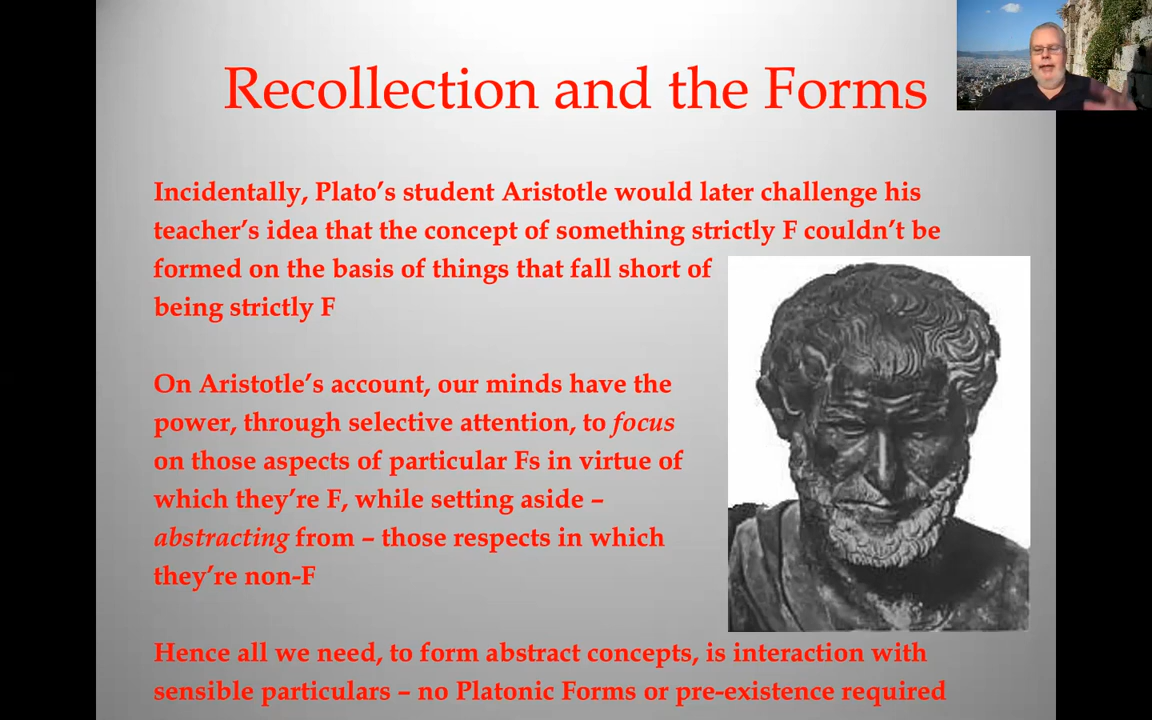 Recollection and the Forms
Incidentally, Plato’s student Aristotle would later challenge his
teacher’s idea that the concept of something strictly F couldn’t be
formed on the basis of things that fall short of
being strictly F
On Aristotle’s account, our minds have the
power, through selective attention, to focus
on those aspects of particular Fs in virtue of
which they’re F, while setting aside –
abstracting from – those respects in which
they’re non-F
Hence all we need, to form abstract concepts, is interaction with
sensible particulars – no Platonic Forms or pre-existence required